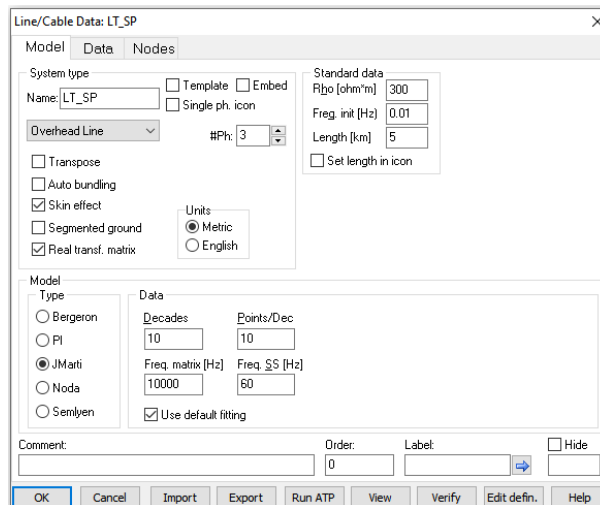 Line/Cable Data: LT_SP
Model Data Nodes
System type
Template Embed
Name: LT_SP
Single ph. icon
Overhead Line
#Ph: 3
Transpose
Auto bundling
Skin effect
Segmented ground
Real transf. matrix
Units
Metric
English
Standard data
Rho [ohm*m] 300
Freq. init [Hz] 0.01
Length [km] 5
Set length in icon
Model
Type
Bergeron
PI
JMarti
Noda
Semlyen
Data
Decades Points/Dec
10 10
Freq. matrix [Hz] Freq. SS [Hz]
10000 60
Use default fitting
Comment: Order: Label: Hide
0
OK Cancel Import Export Run ATP View Verify Edit defin. Help